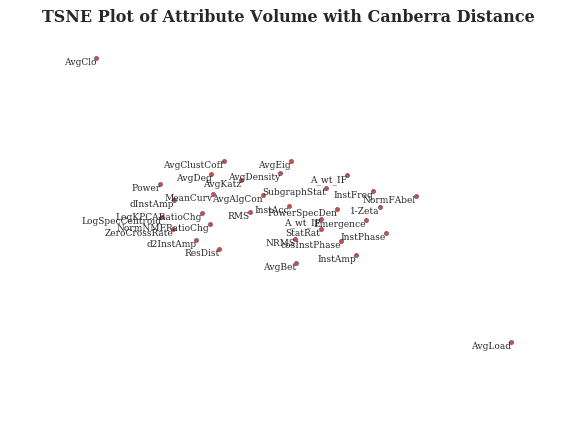 TSNE Plot of Attribute Volume with Canberra Distance
AvgClo
AvgClustCoff
AvgEig
AvgDeg
AvgKatz
AvgDensity
A_wt_IF
Power
SubgraphStat
InstFreq
MeanCurv
AvgAlgCon
NormFAbel
dInstAmp
InstAcc
PowerSpecDen
1-Zeta
LogKPCARatioChg
RMS
LogSpecCentroid
A_wt_IP
Emergence
NormNMFRatioChg
ZeroCrossRate
StatRat
InstPhase
d2InstAmp
NRMS
cosInstPhase
ResDist
InstAmp
AvgBet
AvgLoad